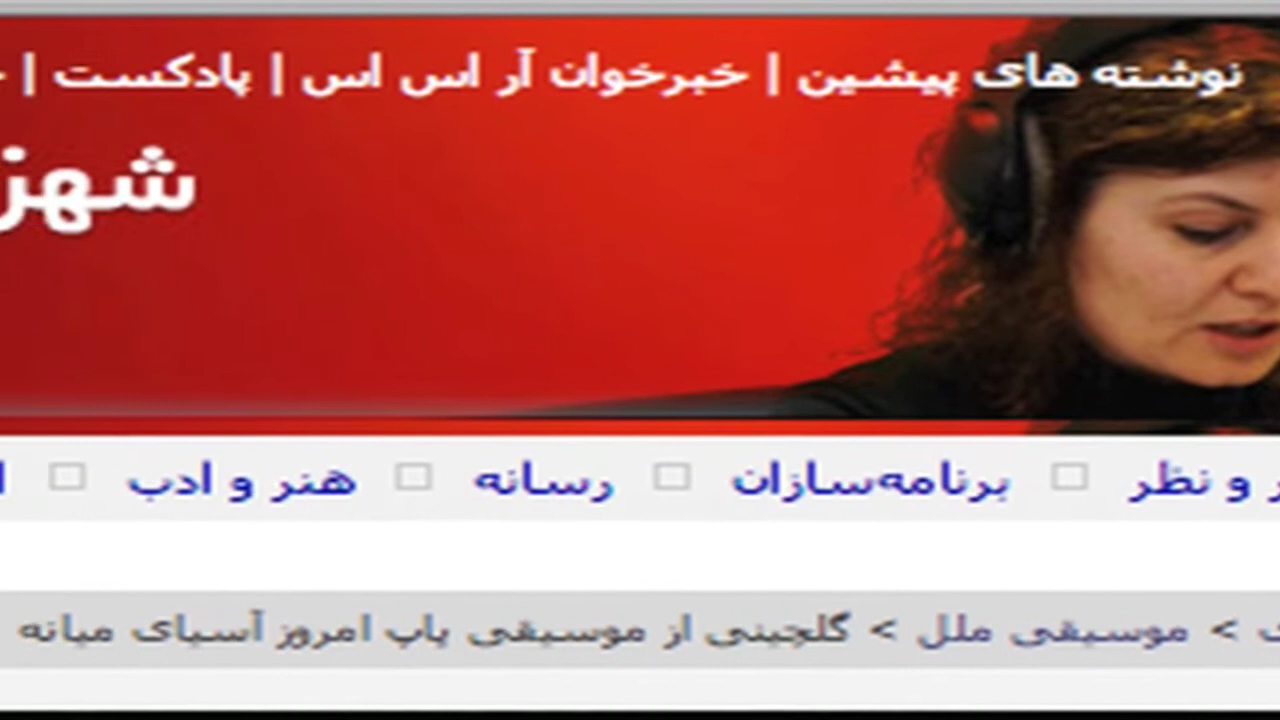 نوشته های پیشین | خبرخوان آر اس اس | پادکست |
شهرز
و نظر □ برنامه‌سازان □ رسانه □ هنر و ادب □
> موسیقی ملل > گلچینی از موسیقی پاپ امروز آسیای میانه